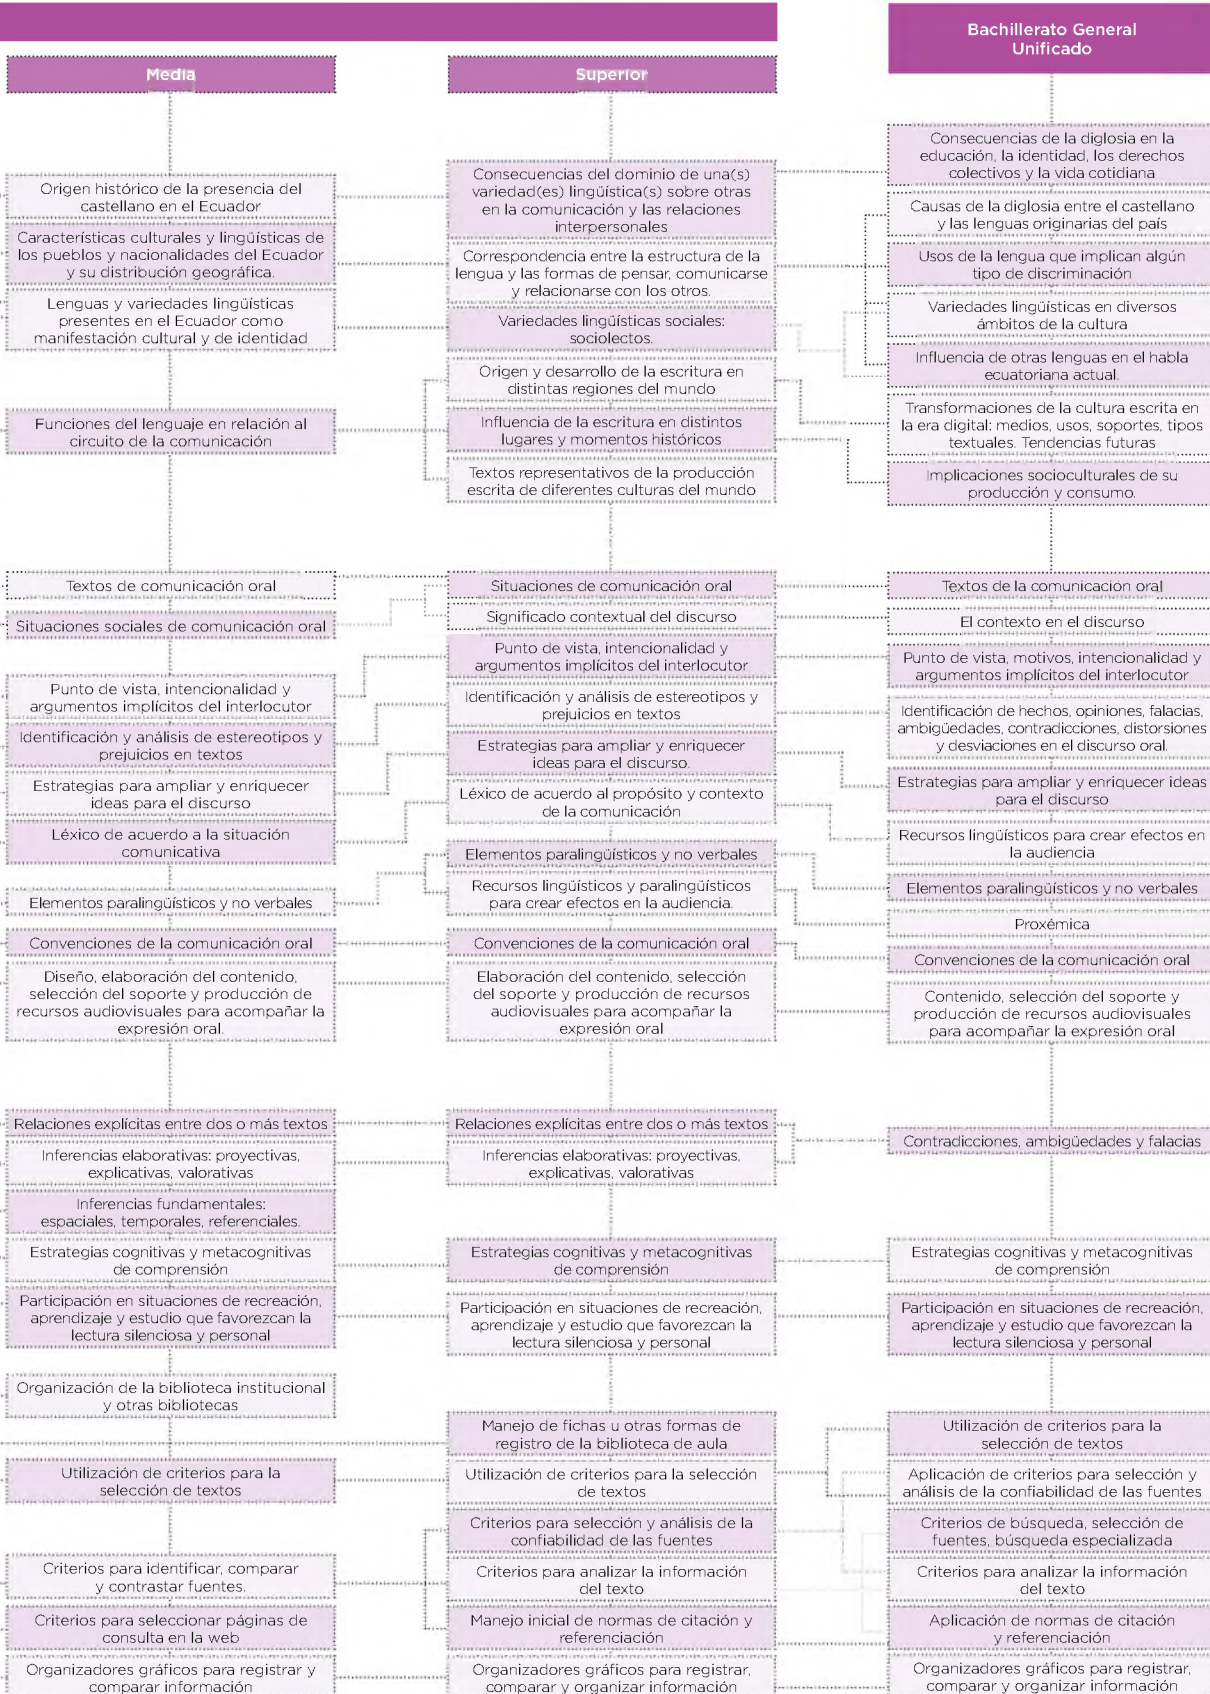 Bachillerato General
Unificado
Media
Superior
Origen histórico de la presencia del
castellano en el Ecuador
Características culturales y lingüísticas de
los pueblos y nacionalidades del Ecuador
y su distribución geográfica.
Lenguas y variedades lingüísticas
presentes en el Ecuador como
manifestación cultural y de identidad
Funciones del lenguaje en relación al
circuito de la comunicación
Textos de comunicación oral
Situaciones sociales de comunicación oral
Punto de vista, intencionalidad y
argumentos implícitos del interlocutor
Identificación y análisis de estereotipos y
prejuicios en textos
Estrategias para ampliar y enriquecer
ideas para el discurso
Léxico de acuerdo a la situación
comunicativa
Elementos paralingüísticos y no verbales
Convenciones de la comunicación oral
Diseño, elaboración del contenido,
selección del soporte y producción de
recursos audiovisuales para acompañar la
expresión oral.
Relaciones explícitas entre dos o más textos
Inferencias elaborativas: proyectivas,
explicativas, valorativas
Inferencias fundamentales:
espaciales, temporales, referenciales.
Estrategias cognitivas y metacognitivas
de comprensión
Participación en situaciones de recreación,
aprendizaje y estudio que favorezcan la
lectura silenciosa y personal
Organización de la biblioteca institucional
y otras bibliotecas
Utilización de criterios para la
selección de textos
Criterios para identificar, comparar
y contrastar fuentes.
Criterios para seleccionar páginas de
consulta en la web
Organizadores gráficos para registrar y
comparar información
Consecuencias del dominio de una(s)
variedad(es) lingüística(s) sobre otras
en la comunicación y las relaciones
interpersonales
Correspondencia entre la estructura de la
lengua y las formas de pensar, comunicarse
y relacionarse con los otros.
Variedades lingüísticas sociales:
sociolectos.
Origen y desarrollo de la escritura en
distintas regiones del mundo
Influencia de la escritura en distintos
lugares y momentos históricos
Textos representativos de la producción
escrita de diferentes culturas del mundo
Situaciones de comunicación oral
Significado contextual del discurso
Punto de vista, intencionalidad y
argumentos implícitos del interlocutor
Identificación y análisis de estereotipos y
prejuicios en textos
Estrategias para ampliar y enriquecer
ideas para el discurso.
Léxico de acuerdo al propósito y contexto
de la comunicación
Elementos paralingüísticos y no verbales
Recursos lingüísticos y paralingüísticos
para crear efectos en la audiencia.
Convenciones de la comunicación oral
Elaboración del contenido, selección
del soporte y producción de recursos
audiovisuales para acompañar la
expresión oral
Relaciones explícitas entre dos o más textos
Inferencias elaborativas: proyectivas,
explicativas, valorativas
Estrategias cognitivas y metacognitivas
de comprensión
Participación en situaciones de recreación,
aprendizaje y estudio que favorezcan la
lectura silenciosa y personal
Manejo de fichas u otras formas de
registro de la biblioteca de aula
Utilización de criterios para la selección
de textos
Criterios para selección y análisis de la
confiabilidad de las fuentes
Criterios para analizar la información
del texto
Manejo inicial de normas de citación y
referenciación
Organizadores gráficos para registrar,
comparar y organizar información
Consecuencias de la diglosia en la
educación, la identidad, los derechos
colectivos y la vida cotidiana
Causas de la diglosia entre el castellano
y las lenguas originarias del país
Usos de la lengua que implican algún
tipo de discriminación
Variedades lingüísticas en diversos
ámbitos de la cultura
Influencia de otras lenguas en el habla
ecuatoriana actual.
Transformaciones de la cultura escrita en
la era digital: medios, usos, soportes, tipos
textuales. Tendencias futuras
Implicaciones socioculturales de su
producción y consumo.
Textos de la comunicación oral
El contexto en el discurso
Punto de vista, motivos, intencionalidad y
argumentos implícitos del interlocutor
Identificación de hechos, opiniones, falacias,
ambigüedades, contradicciones, distorsiones
y desviaciones en el discurso oral.
Estrategias para ampliar y enriquecer ideas
para el discurso
Recursos lingüísticos para crear efectos en
la audiencia
Elementos paralingüísticos y no verbales
Proxémica
Convenciones de la comunicación oral
Contenido, selección del soporte y
producción de recursos audiovisuales
para acompañar la expresión oral
Contradicciones, ambigüedades y falacias
Estrategias cognitivas y metacognitivas
de comprensión
Participación en situaciones de recreación,
aprendizaje y estudio que favorezcan la
lectura silenciosa y personal
Utilización de criterios para la
selección de textos
Aplicación de criterios para selección y
análisis de la confiabilidad de las fuentes
Criterios de búsqueda, selección de
fuentes, búsqueda especializada
Criterios para analizar la información
del texto
Aplicación de normas de citación
y referenciación
Organizadores gráficos para registrar,
comparar y organizar información